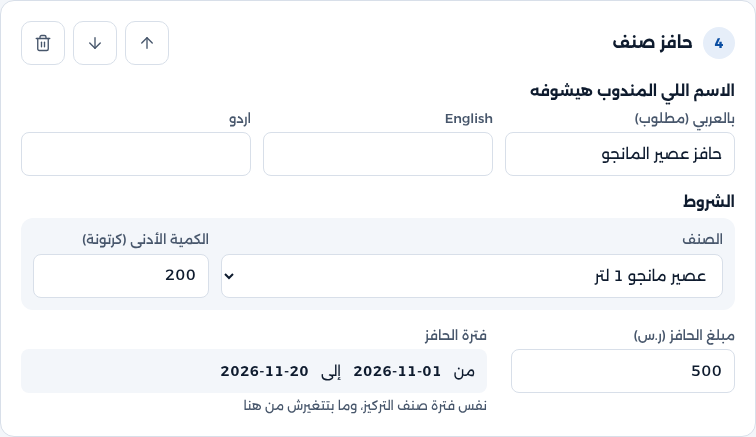 4 حافز صنف
الاسم اللي المندوب هيشوفه
بالعربي (مطلوب) English اردو
حافز عصير المانجو
الشروط
الصنف الكمية الأدنى (كرتونة)
عصير مانجو 1 لتر 200
مبلغ الحافز (ر.س) فترة الحافز
500 من 2026-11-01 إلى 2026-11-20
نفس فترة صنف التركيز، وما بتتغيرش من هنا